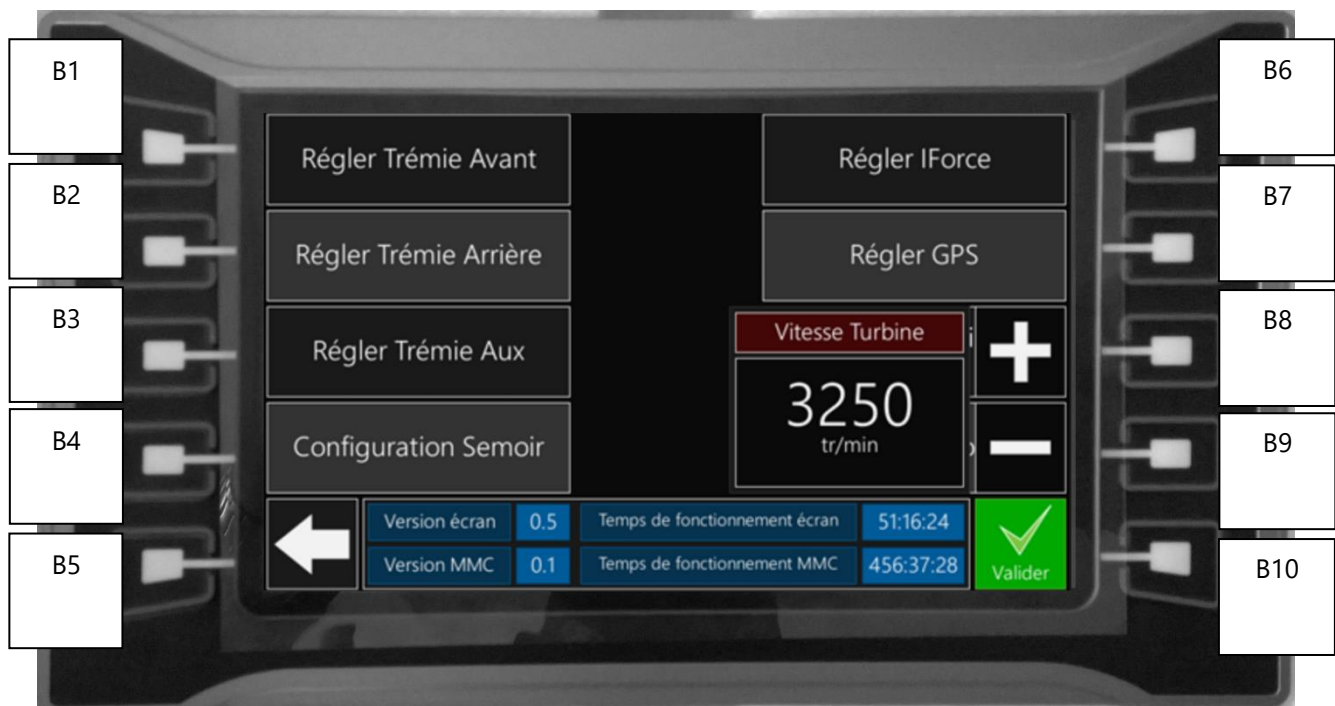 B1
B2
B3
B4
B5
Régler Trémie Avant
Régler Trémie Arrière
Régler Trémie Aux
Configuration Semoir
Régler IForce
Régler GPS
Vitesse Turbine
3250
tr/min
Version écran 0.5 Temps de fonctionnement écran 51:16:24
Version MMC 0.1 Temps de fonctionnement MMC 456:37:28
Valider
B6
B7
B8
B9
B10